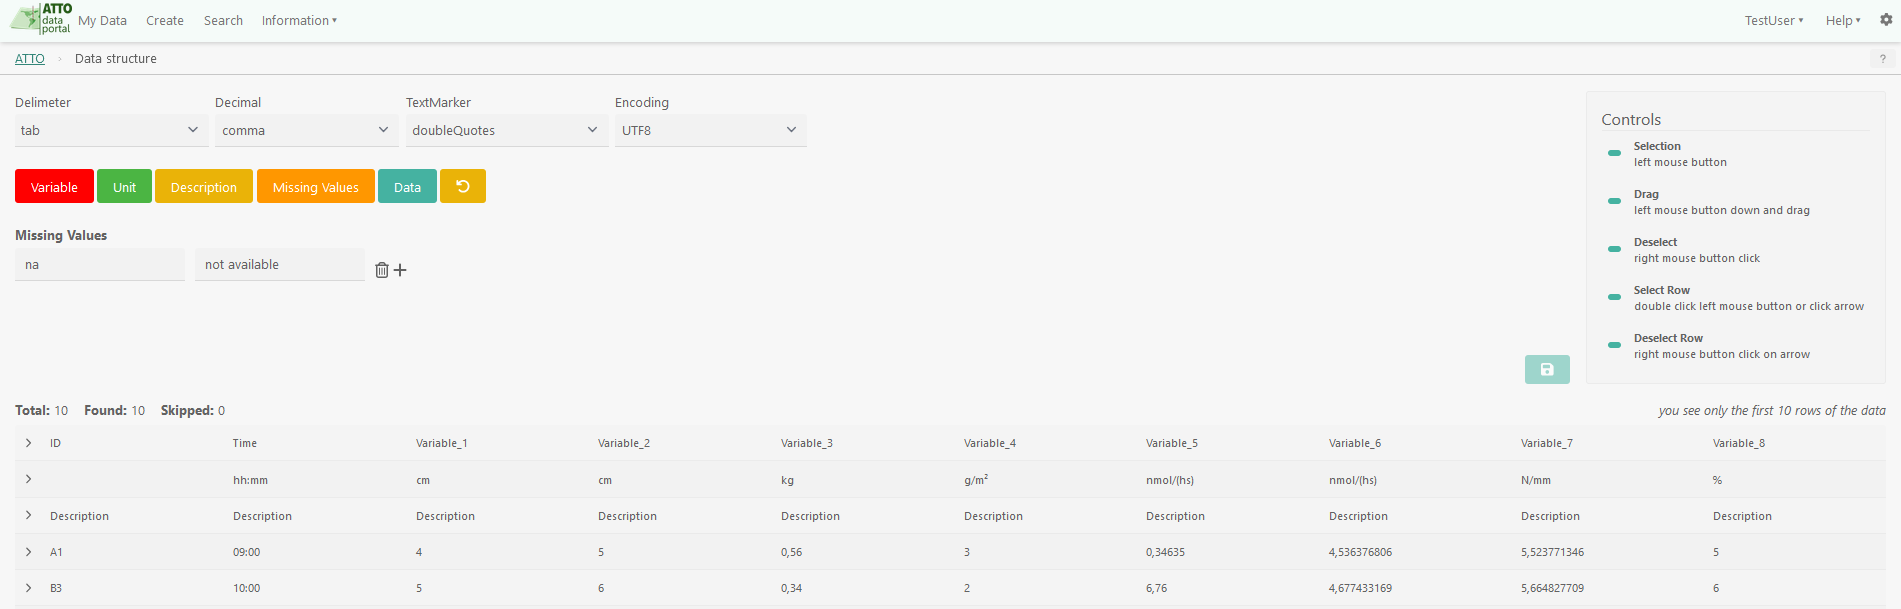 ATTO
data
portal
My Data Create Search Information
TestUser Help
ATTO › Data structure
?
Delimeter Decimal TextMarker Encoding
tab comma doubleQuotes UTF8
Variable Unit Description Missing Values Data
Missing Values
na not available
Controls
Selection
left mouse button
Drag
left mouse button down and drag
Deselect
right mouse button click
Select Row
double click left mouse button or click arrow
Deselect Row
right mouse button click on arrow
Total: 10 Found: 10 Skipped: 0
you see only the first 10 rows of the data
ID Time Variable_1 Variable_2 Variable_3 Variable_4 Variable_5 Variable_6 Variable_7 Variable_8
hh:mm cm cm kg g/m² nmol/(hs) nmol/(hs) N/mm %
Description Description Description Description Description Description Description Description Description Description
A1 09:00 4 5 0,56 3 0,34635 4,536376806 5,523771346 5
B3 10:00 5 6 0,34 2 6,76 4,677433169 5,664827709 6